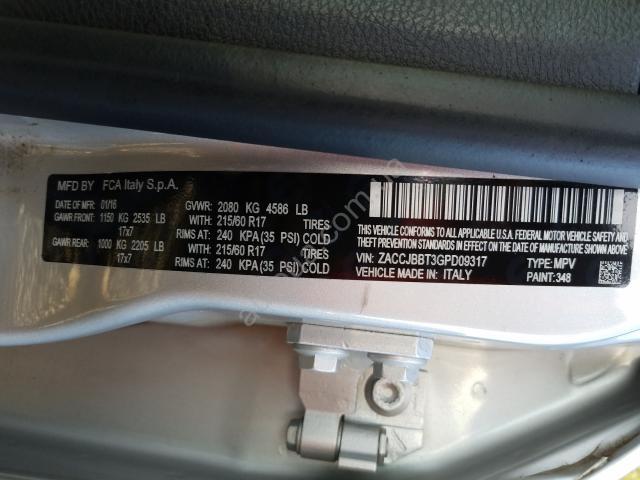 MFD BY FCA Italy S.p.A.
DATE OF MFR 01/16 GVWR: 2080 KG 4586 LB
GAWR FRONT: 1150 KG 2535 LB WITH: 215/60 R17 TIRES
17x7 RIMS AT: 240 KPA (35 PSI) COLD
GAWR REAR: 1000 KG 2205 LB WITH: 215/60 R17 TIRES
17x7 RIMS AT: 240 KPA (35 PSI) COLD
THIS VEHICLE CONFORMS TO ALL APPLICABLE U.S.A. FEDERAL MOTOR VEHICLE SAFETY
AND THEFT PREVENTION STANDARDS IN EFFECT ON THE DATE OF MANUFACTURE SHOWN ABOVE.
VIN: ZACCJBBT3GPD09317 TYPE: MPV
VEHICLE MADE IN: ITALY PAINT: 348